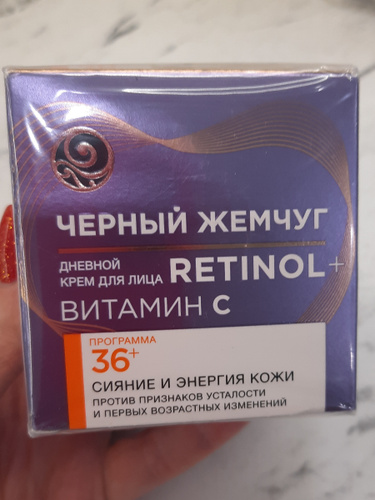 ЧЕРНЫЙ ЖЕМЧУГ
ДНЕВНОЙ
КРЕМ ДЛЯ ЛИЦА RETINOL+
ВИТАМИН С
ПРОГРАММА
36+
СИЯНИЕ И ЭНЕРГИЯ КОЖИ
ПРОТИВ ПРИЗНАКОВ УСТАЛОСТИ
И ПЕРВЫХ ВОЗРАСТНЫХ ИЗМЕНЕНИЙ